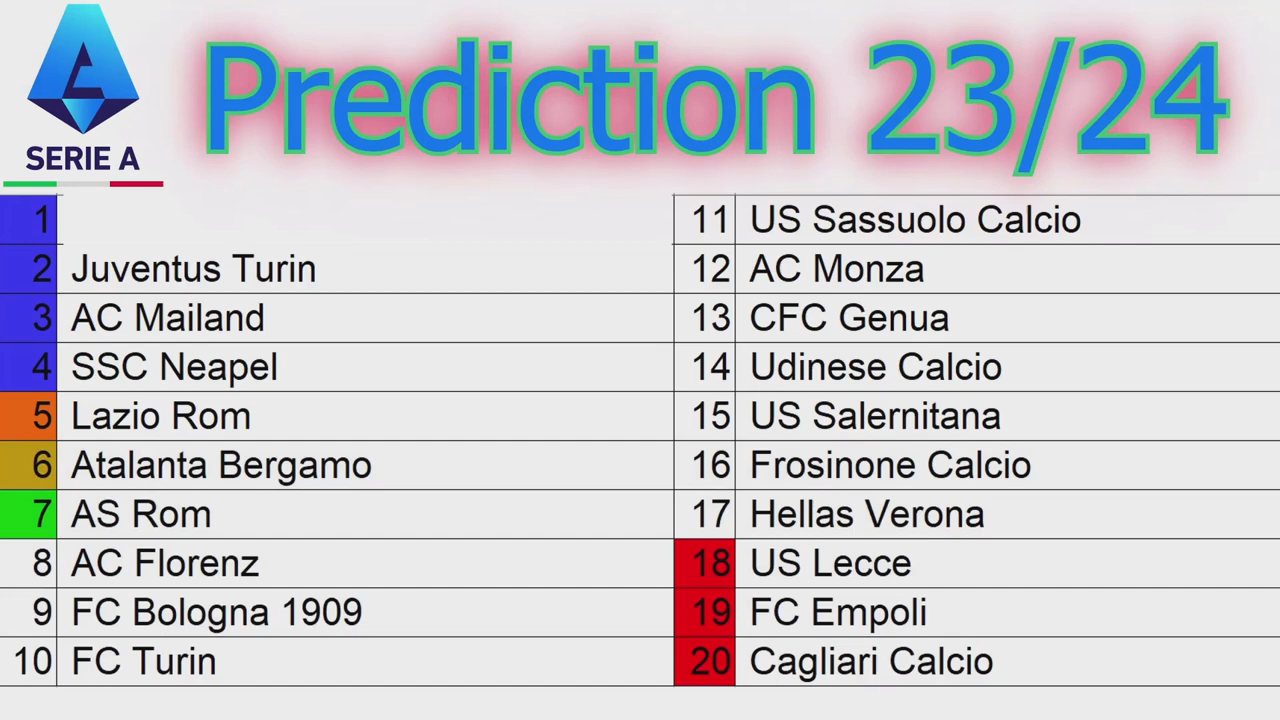 SERIE A
Prediction 23/24
1
2 Juventus Turin
3 AC Mailand
4 SSC Neapel
5 Lazio Rom
6 Atalanta Bergamo
7 AS Rom
8 AC Florenz
9 FC Bologna 1909
10 FC Turin
11 US Sassuolo Calcio
12 AC Monza
13 CFC Genua
14 Udinese Calcio
15 US Salernitana
16 Frosinone Calcio
17 Hellas Verona
18 US Lecce
19 FC Empoli
20 Cagliari Calcio